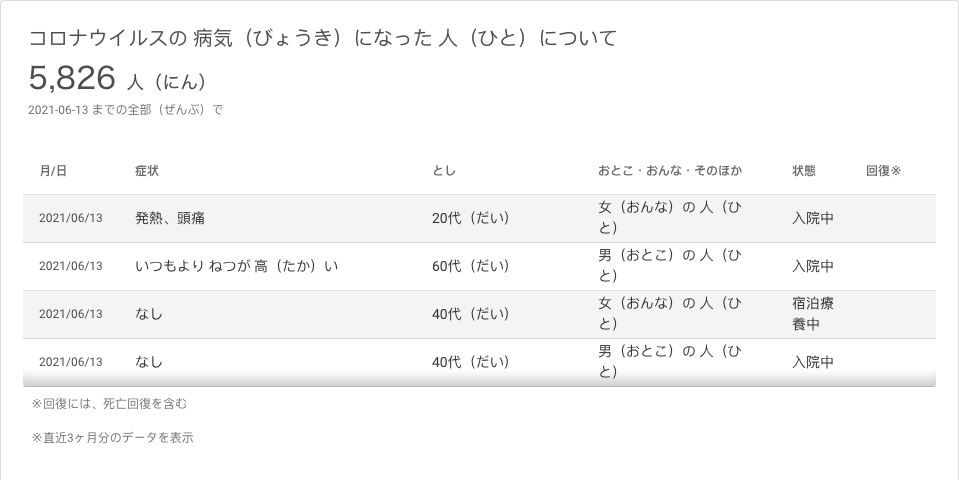 コロナウイルスの 病気（びょうき）になった 人（ひと）について
5,826 人（にん）
2021-06-13 までの全部（ぜんぶ）で
月/日 症状 とし おとこ・おんな・そのほか 状態 回復※
2021/06/13 発熱、頭痛 20代（だい） 女（おんな）の 人（ひと） 入院中
2021/06/13 いつもより ねつが 高（たか）い 60代（だい） 男（おとこ）の 人（ひと） 入院中
2021/06/13 なし 40代（だい） 女（おんな）の 人（ひと） 宿泊療養中
2021/06/13 なし 40代（だい） 男（おとこ）の 人（ひと） 入院中
※回復には、死亡回復を含む
※直近3ヶ月分のデータを表示